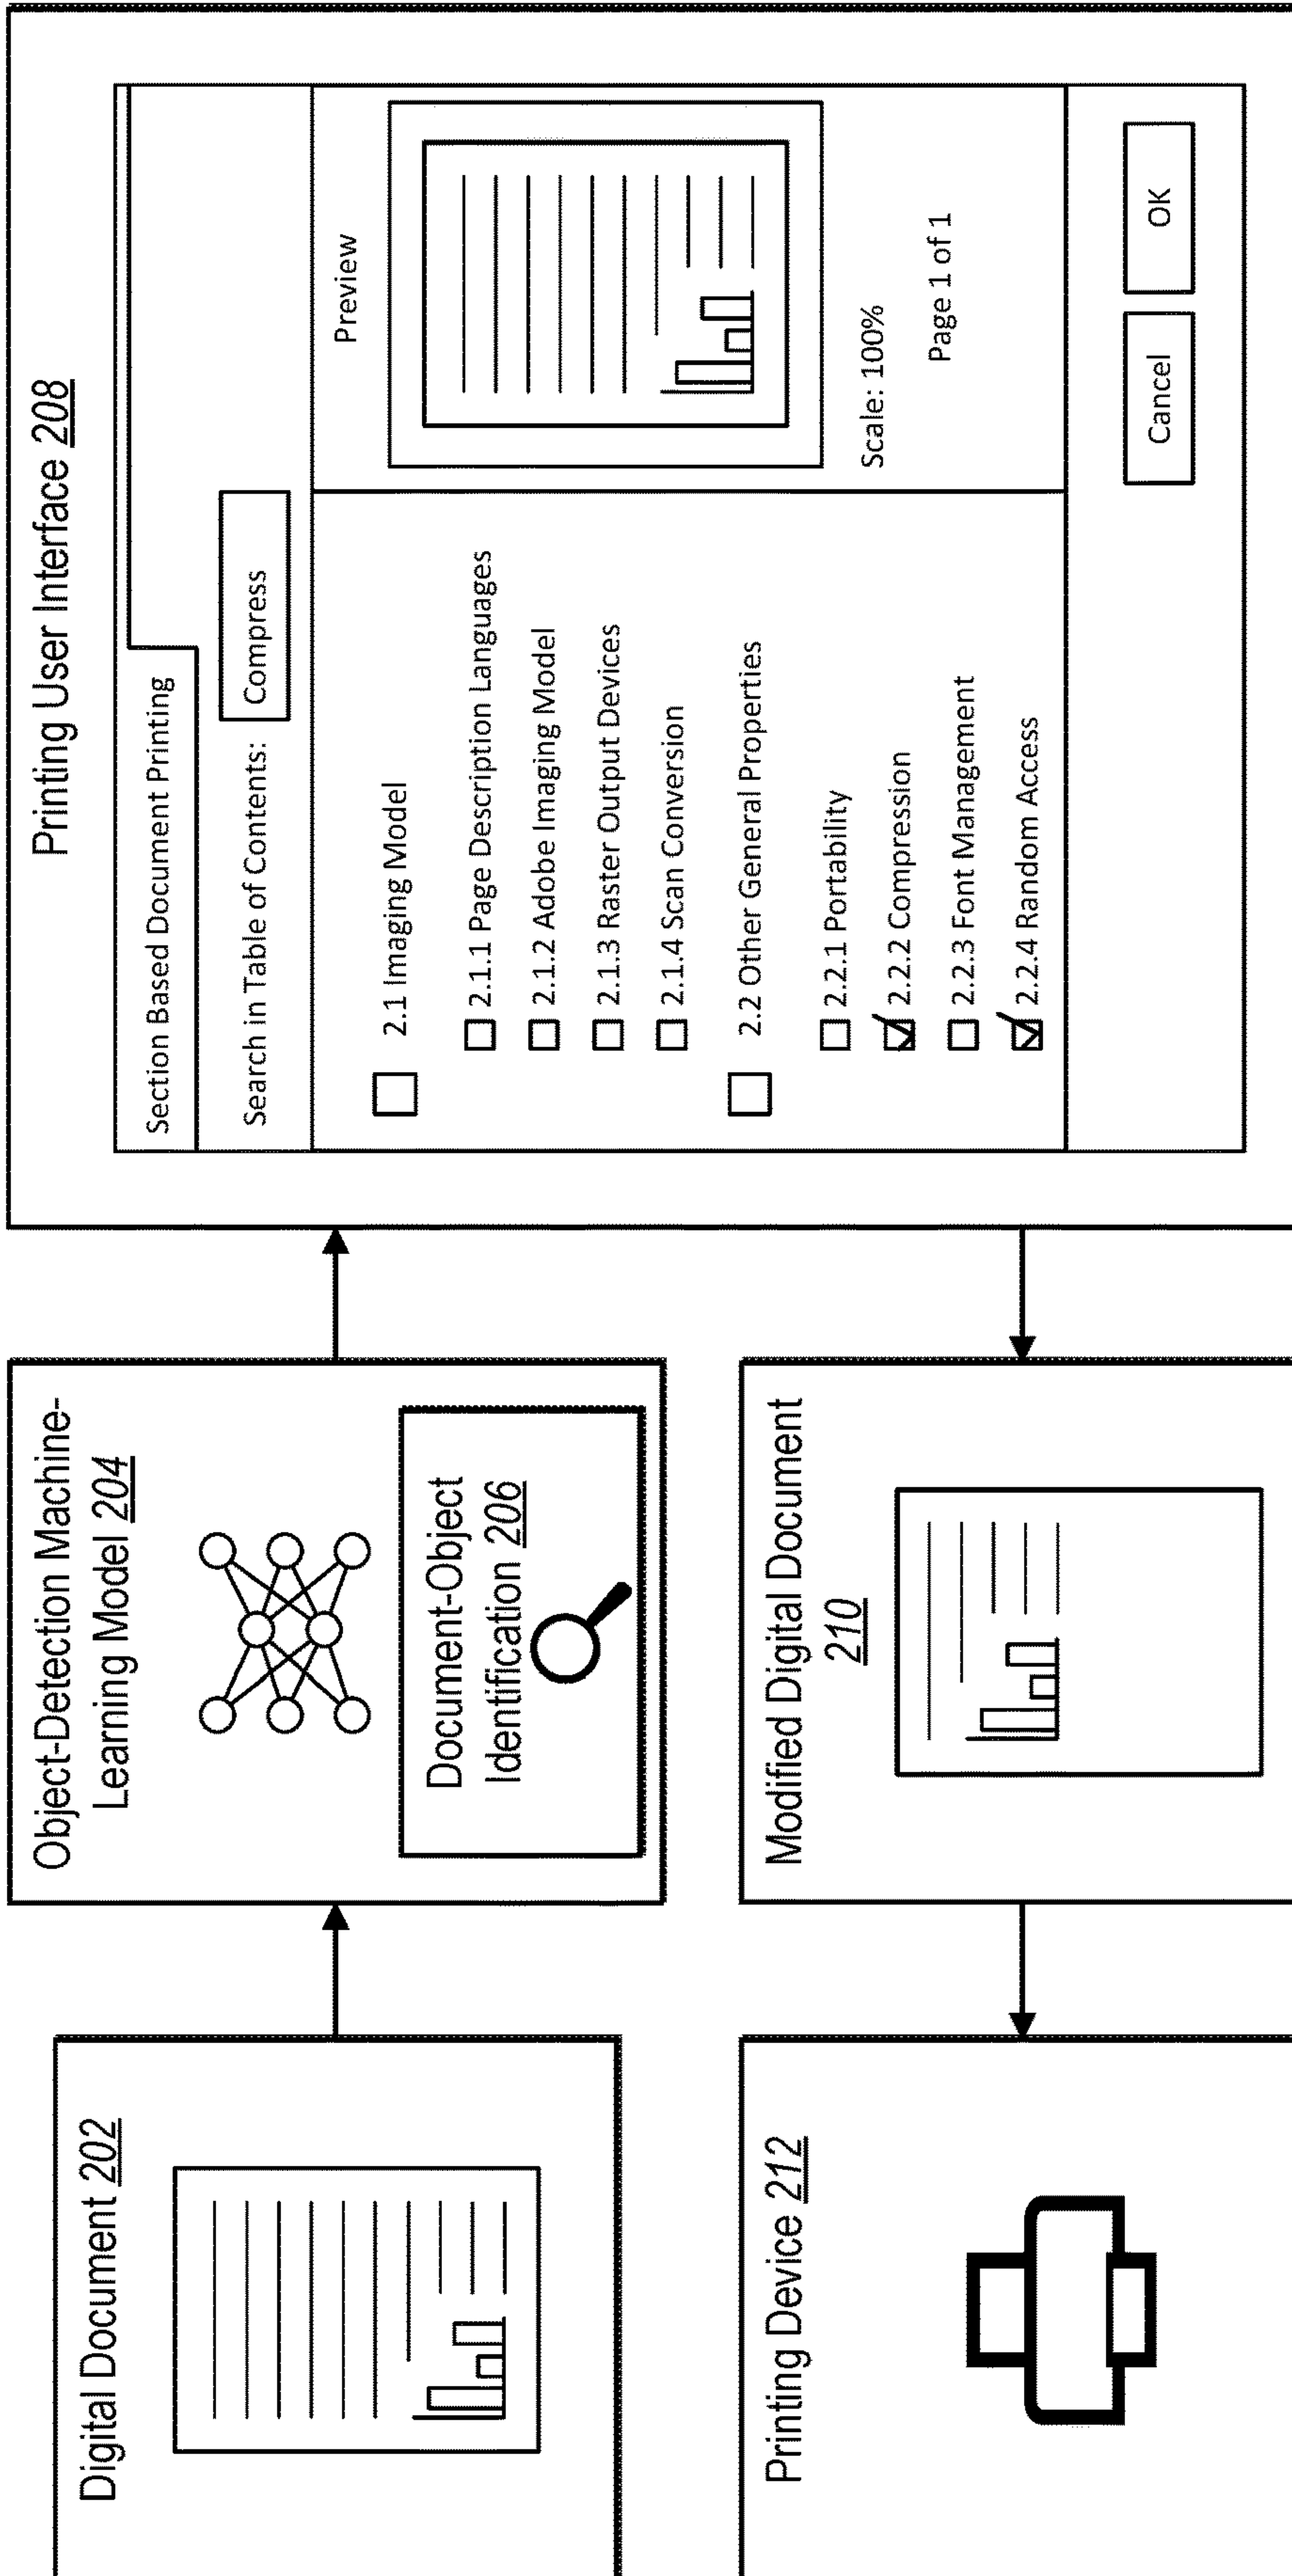 Digital Document 202
Object-Detection Machine-
Learning Model 204
Document-Object
Identification 206
Printing User Interface 208
Section Based Document Printing
Search in Table of Contents:
Compress
2.1 Imaging Model
2.1.1 Page Description Languages
2.1.2 Adobe Imaging Model
2.1.3 Raster Output Devices
2.1.4 Scan Conversion
2.2 Other General Properties
2.2.1 Portability
2.2.2 Compression
2.2.3 Font Management
2.2.4 Random Access
Preview
Scale: 100%
Page 1 of 1
Cancel
OK
Modified Digital Document
210
Printing Device 212